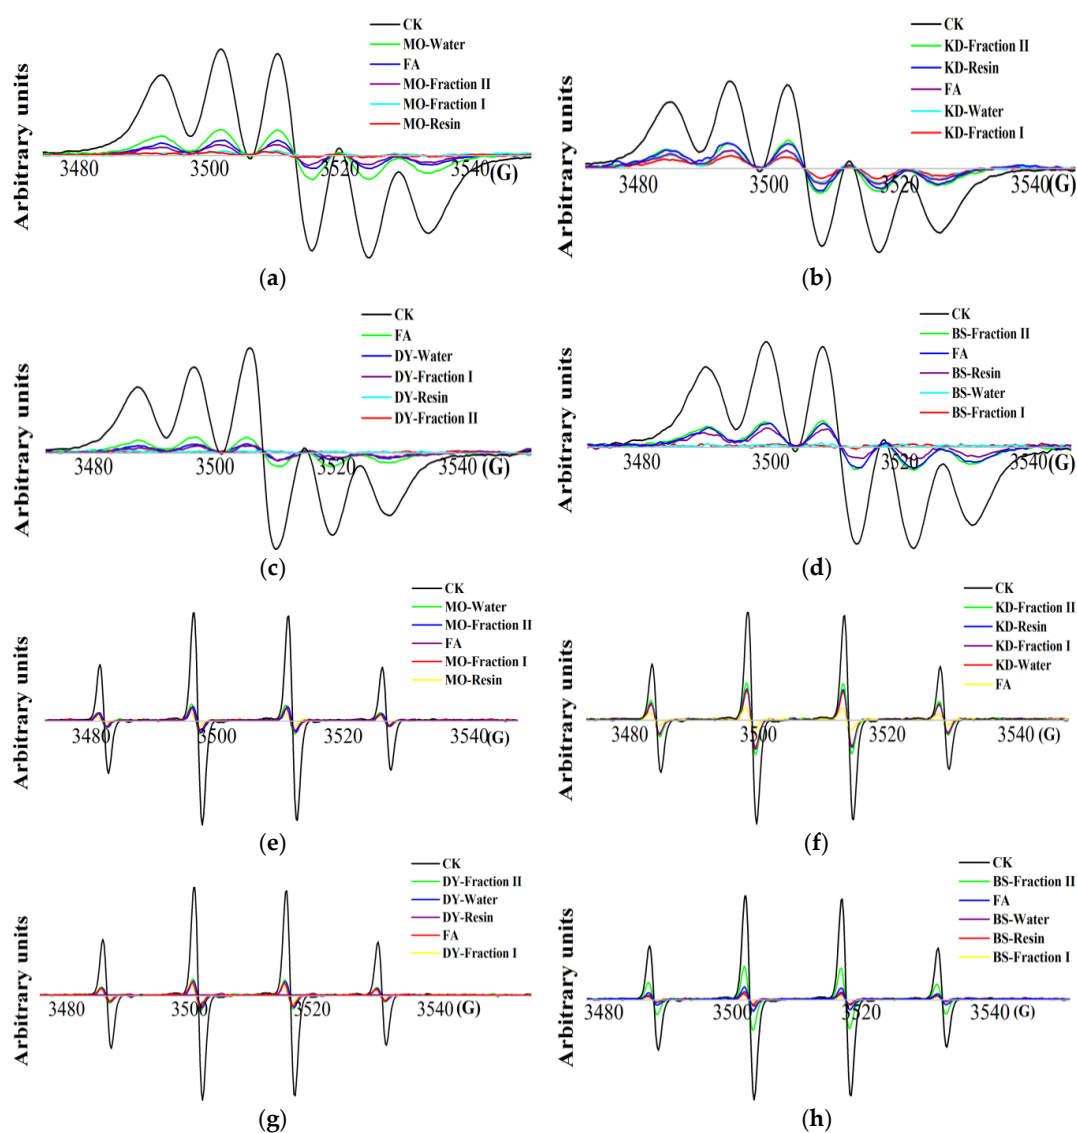 Arbitrary units
CK
MO-Water
FA
MO-Fraction II
MO-Fraction I
MO-Resin
3480
3500
3520
3540
(G)
(a)
Arbitrary units
CK
KD-Fraction II
KD-Resin
FA
KD-Water
KD-Fraction I
3480
3500
3520
3540
(G)
(b)
Arbitrary units
CK
FA
DY-Water
DY-Fraction I
DY-Resin
DY-Fraction II
3480
3500
3520
3540
(G)
(c)
Arbitrary units
CK
BS-Fraction II
FA
BS-Resin
BS-Water
BS-Fraction I
3480
3500
3520
3540
(G)
(d)
Arbitrary units
CK
MO-Water
MO-Fraction II
FA
MO-Fraction I
MO-Resin
3480
3500
3520
3540
(G)
(e)
Arbitrary units
CK
KD-Fraction II
KD-Resin
KD-Fraction I
KD-Water
FA
3480
3500
3520
3540
(G)
(f)
Arbitrary units
CK
DY-Fraction II
DY-Water
DY-Resin
FA
DY-Fraction I
3480
3500
3520
3540
(G)
(g)
Arbitrary units
CK
BS-Fraction II
FA
BS-Water
BS-Resin
BS-Fraction I
3480
3500
3520
3540
(G)
(h)